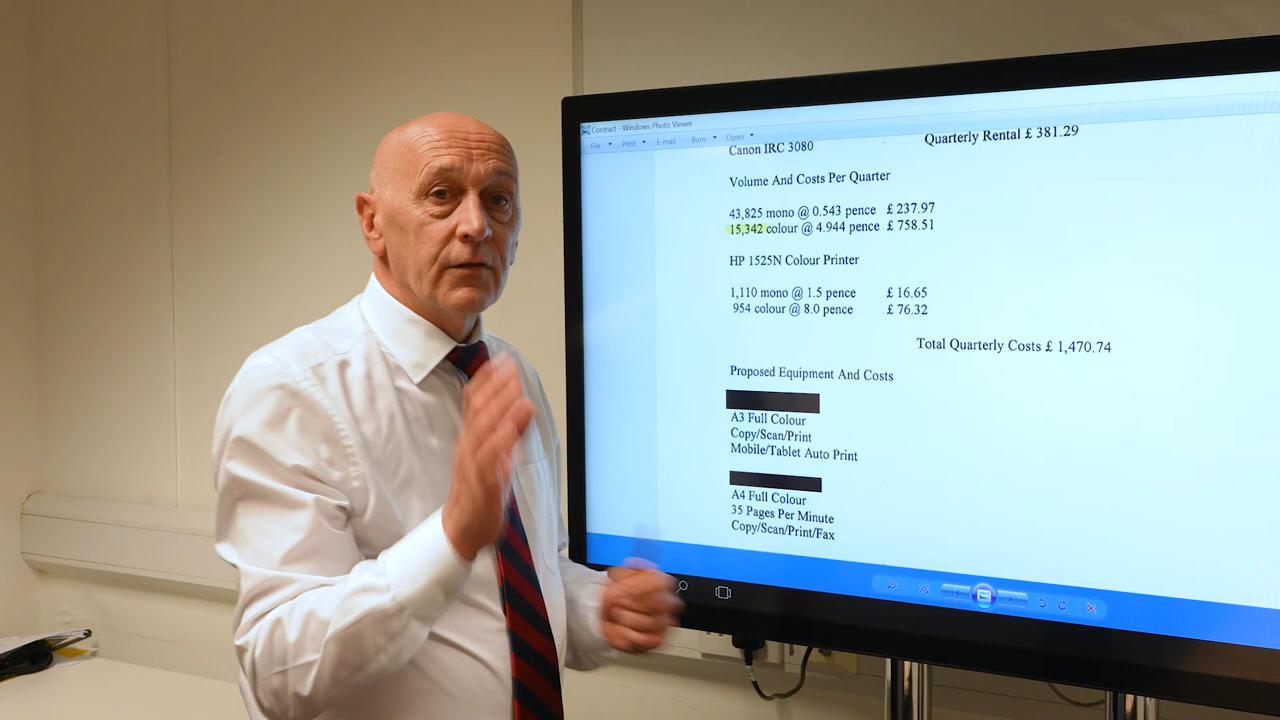 Contract - Windows Photo Viewer
File Print E-mail Burn Open
Canon IRC 3080 Quarterly Rental £ 381.29
Volume And Costs Per Quarter
43,825 mono @ 0.543 pence £ 237.97
15,342 colour @ 4.944 pence £ 758.51
HP 1525N Colour Printer
1,110 mono @ 1.5 pence £ 16.65
954 colour @ 8.0 pence £ 76.32
Total Quarterly Costs £ 1,470.74
Proposed Equipment And Costs
A3 Full Colour
Copy/Scan/Print
Mobile/Tablet Auto Print
A4 Full Colour
35 Pages Per Minute
Copy/Scan/Print/Fax